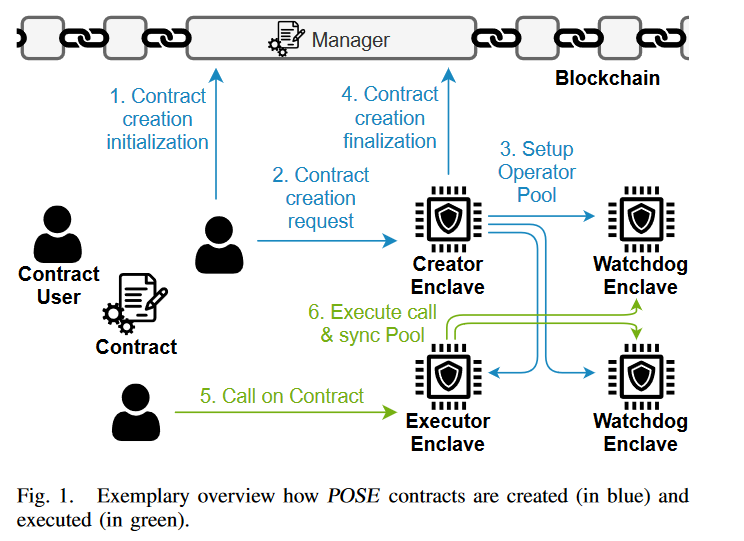 Manager
Blockchain
1. Contract
creation
initialization
4. Contract
creation
finalization
2. Contract
creation
request
3. Setup
Operator
Pool
Contract
User
Creator
Enclave
Watchdog
Enclave
Contract
6. Execute call
& sync Pool
5. Call on Contract
Executor
Enclave
Watchdog
Enclave
Fig. 1. Exemplary overview how POSE contracts are created (in blue) and
executed (in green).